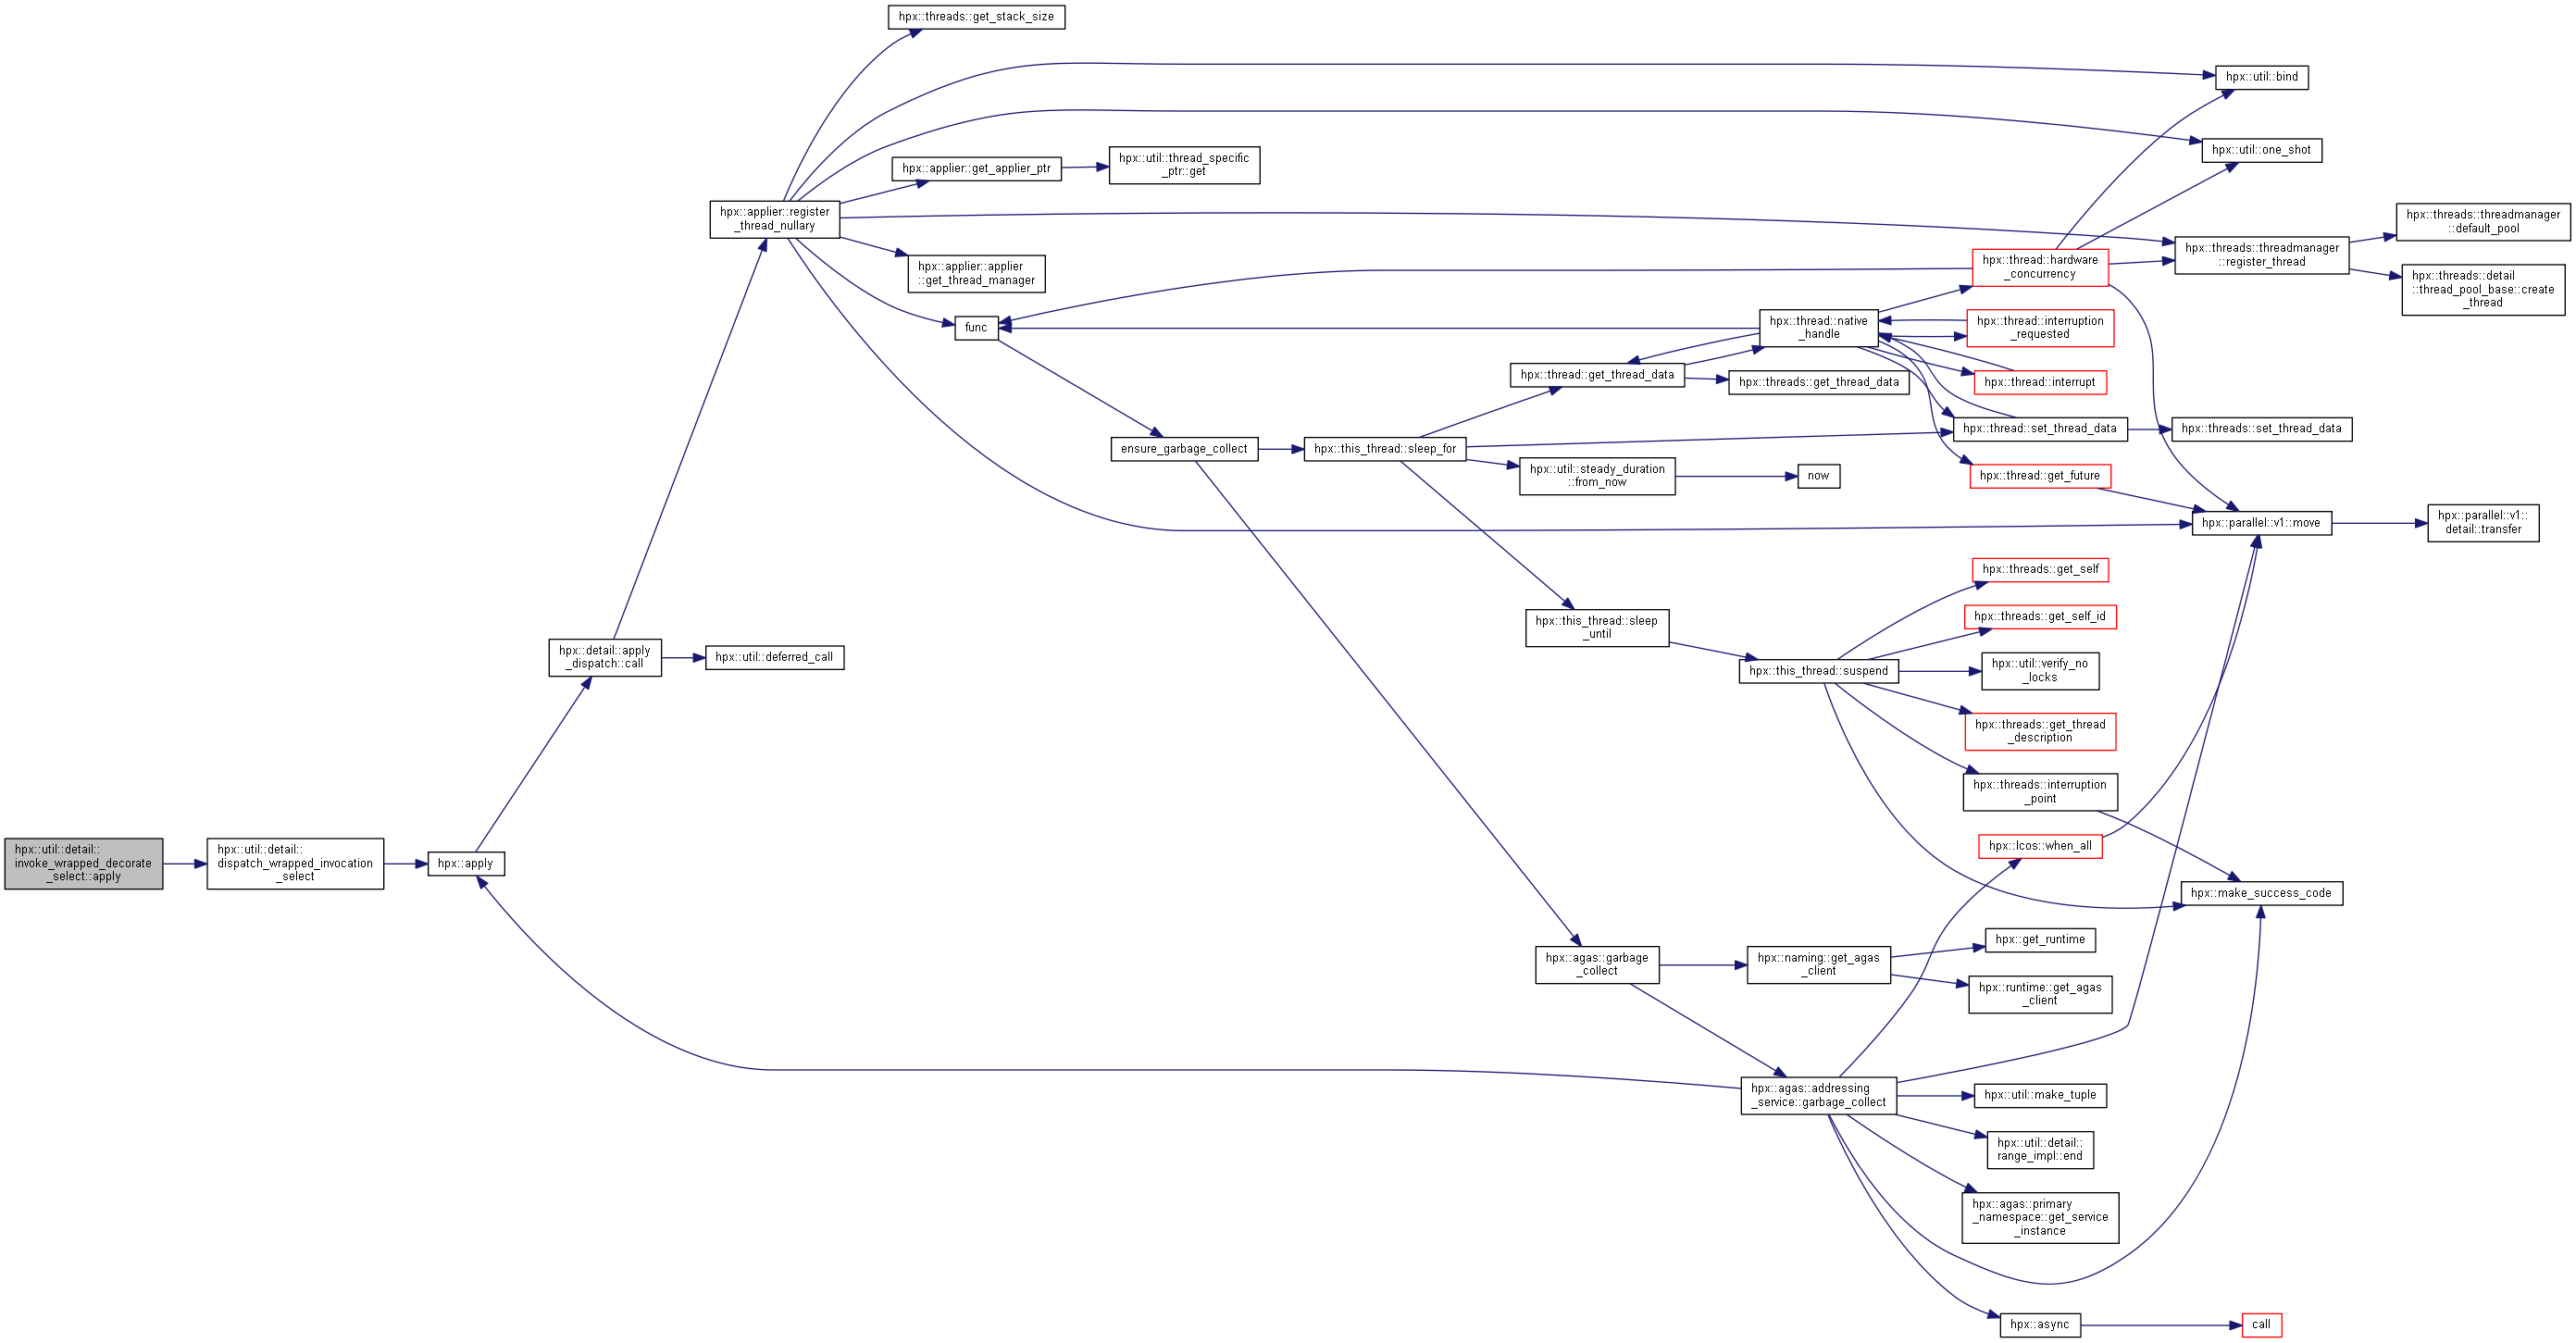 hpx::threads::get_stack_size
hpx::util::bind
hpx::util::one_shot
hpx::applier::get_applier_ptr
hpx::util::thread_specific
_ptr::get
hpx::applier::register
_thread_nullary
hpx::threads::threadmanager
::default_pool
hpx::threads::threadmanager
::register_thread
hpx::thread::hardware
_concurrency
hpx::applier::applier
::get_thread_manager
hpx::threads::detail
::thread_pool_base::create
_thread
func
hpx::thread::native
_handle
hpx::thread::interruption
_requested
hpx::thread::get_thread_data
hpx::threads::get_thread_data
hpx::thread::interrupt
hpx::thread::set_thread_data
hpx::threads::set_thread_data
ensure_garbage_collect
hpx::this_thread::sleep_for
hpx::util::steady_duration
::from_now
now
hpx::thread::get_future
hpx::parallel::v1::move
hpx::parallel::v1::
detail::transfer
hpx::threads::get_self
hpx::threads::get_self_id
hpx::this_thread::sleep
_until
hpx::detail::apply
_dispatch::call
hpx::util::deferred_call
hpx::this_thread::suspend
hpx::util::verify_no
_locks
hpx::threads::get_thread
_description
hpx::threads::interruption
_point
hpx::lcos::when_all
hpx::util::detail::
invoke_wrapped_decorate
_select::apply
hpx::util::detail::
dispatch_wrapped_invocation
_select
hpx::apply
hpx::make_success_code
hpx::agas::garbage
_collect
hpx::naming::get_agas
_client
hpx::get_runtime
hpx::runtime::get_agas
_client
hpx::agas::addressing
_service::garbage_collect
hpx::util::make_tuple
hpx::util::detail::
range_impl::end
hpx::agas::primary
_namespace::get_service
_instance
hpx::async
call